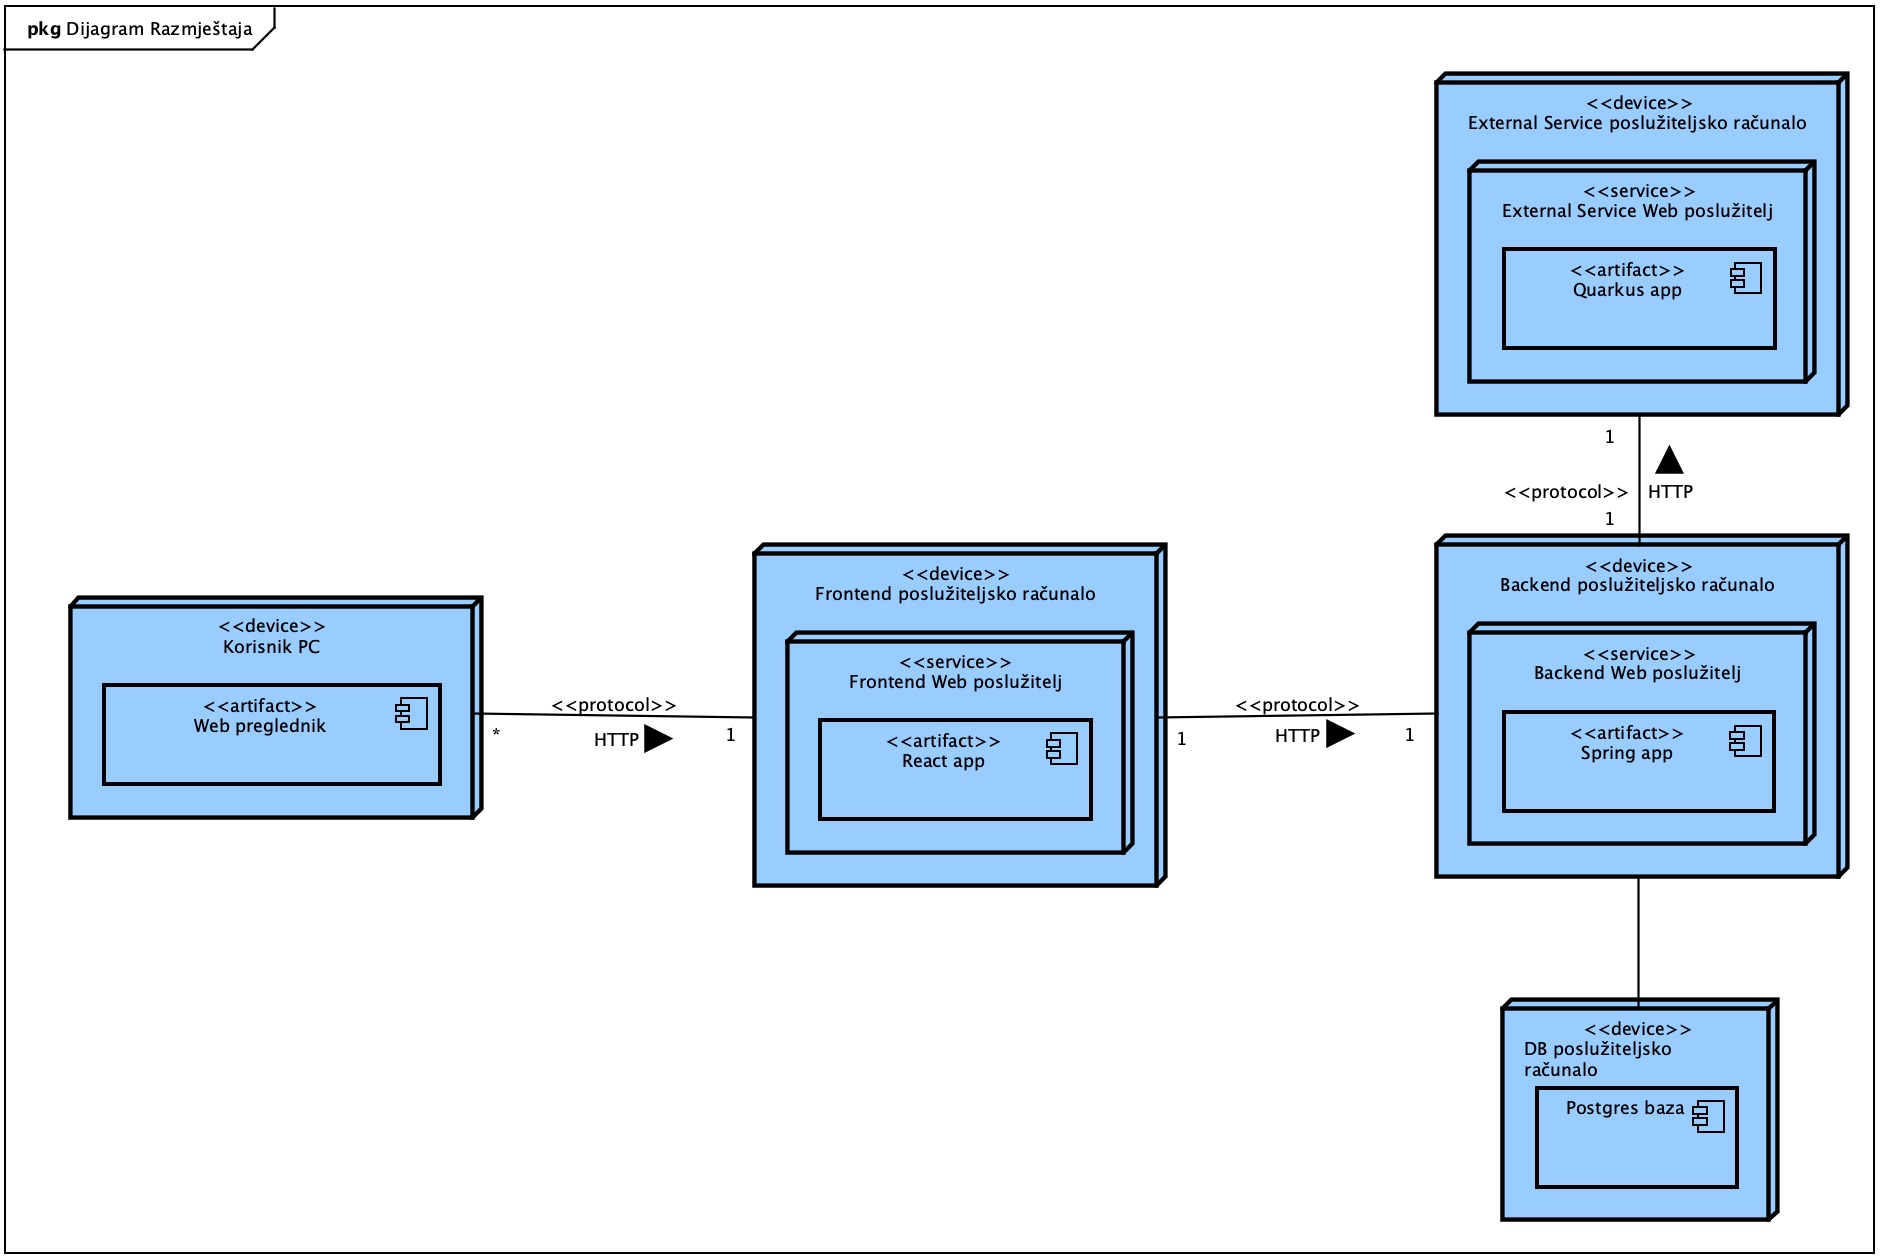 pkg Dijagram Razmještaja
<<device>>
External Service poslužiteljsko računalo
<<service>>
External Service Web poslužitelj
<<artifact>>
Quarkus app
1
<<protocol>>
HTTP
1
<<device>>
Korisnik PC
<<artifact>>
Web preglednik
*
<<protocol>>
HTTP
1
<<device>>
Frontend poslužiteljsko računalo
<<service>>
Frontend Web poslužitelj
<<artifact>>
React app
1
<<protocol>>
HTTP
1
<<device>>
Backend poslužiteljsko računalo
<<service>>
Backend Web poslužitelj
<<artifact>>
Spring app
<<device>>
DB poslužiteljsko
računalo
Postgres baza